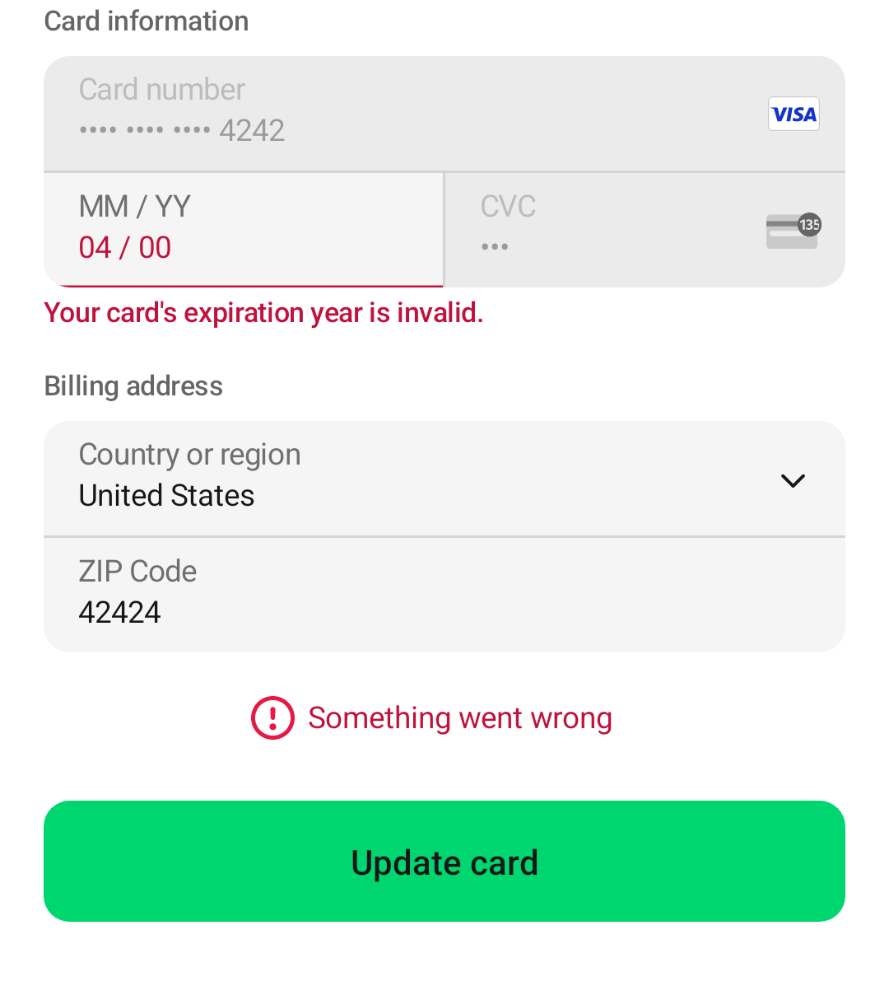 Card information
Card number
•••• •••• •••• 4242
VISA
MM / YY
04 / 00
CVC
•••
135
Your card's expiration year is invalid.
Billing address
Country or region
United States
ZIP Code
42424
Something went wrong
Update card